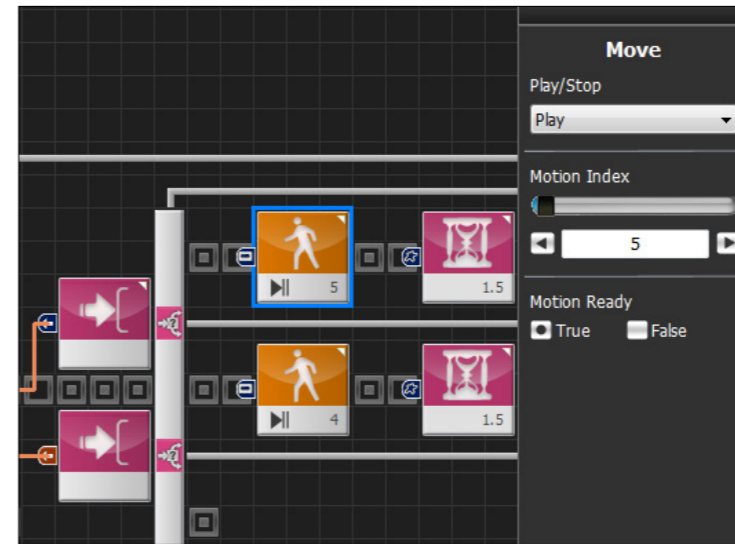 Move
Play/Stop
Play
Motion Index
5
Motion Ready
True False
5 1.5
4 1.5